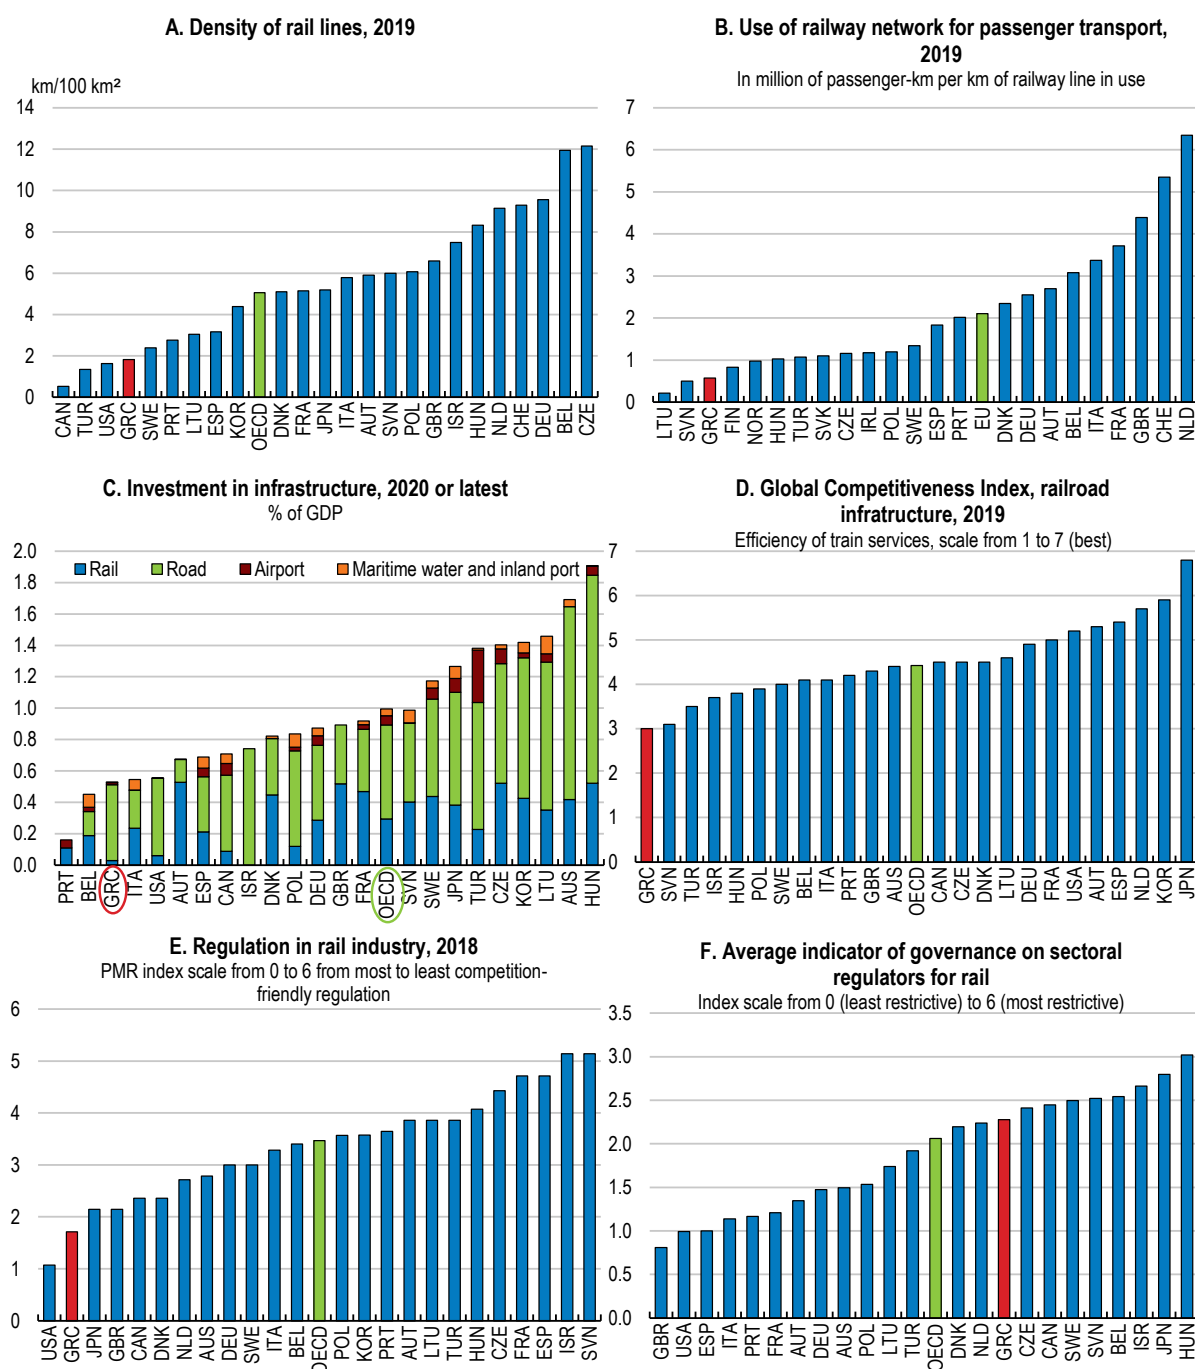 A. Density of rail lines, 2019
km/100 km²
14
12
10
8
6
4
2
0
CAN TUR USA GRC SWE PRT LTU ESP KOR OECD DNK FRA JPN ITA AUT SVN POL GBR ISR HUN NLD CHE DEU BEL CZE
B. Use of railway network for passenger transport,
2019
In million of passenger-km per km of railway line in use
7
6
5
4
3
2
1
0
LTU SVN GRC FIN NOR HUN TUR SVK CZE IRL POL SWE ESP PRT EU DNK DEU AUT BEL ITA FRA GBR CHE NLD
C. Investment in infrastructure, 2020 or latest
% of GDP
2.0
1.8
1.6
1.4
1.2
1.0
0.8
0.6
0.4
0.2
0.0
Rail Road Airport Maritime water and inland port
PRT BEL GRC ITA USA AUT ESP CAN ISR DNK POL DEU GBR FRA OECD SVN SWE JPN TUR CZE KOR LTU AUS HUN
D. Global Competitiveness Index, railroad
infratructure, 2019
Efficiency of train services, scale from 1 to 7 (best)
7
6
5
4
3
2
1
0
GRC SVN TUR ISR HUN POL SWE BEL ITA PRT GBR AUS OECD CAN CZE DNK LTU DEU FRA USA AUT ESP NLD KOR JPN
E. Regulation in rail industry, 2018
PMR index scale from 0 to 6 from most to least competition-
friendly regulation
6
5
4
3
2
1
0
USA GRC JPN GBR CAN DNK NLD AUS DEU SWE ITA BEL OECD POL KOR PRT AUT LTU TUR HUN CZE FRA ESP ISR SVN
F. Average indicator of governance on sectoral
regulators for rail
Index scale from 0 (least restrictive) to 6 (most restrictive)
3.5
3.0
2.5
2.0
1.5
1.0
0.5
0.0
GBR USA ESP ITA PRT FRA AUT DEU AUS POL LTU TUR OECD DNK NLD GRC CZE CAN SWE SVN BEL ISR JPN HUN